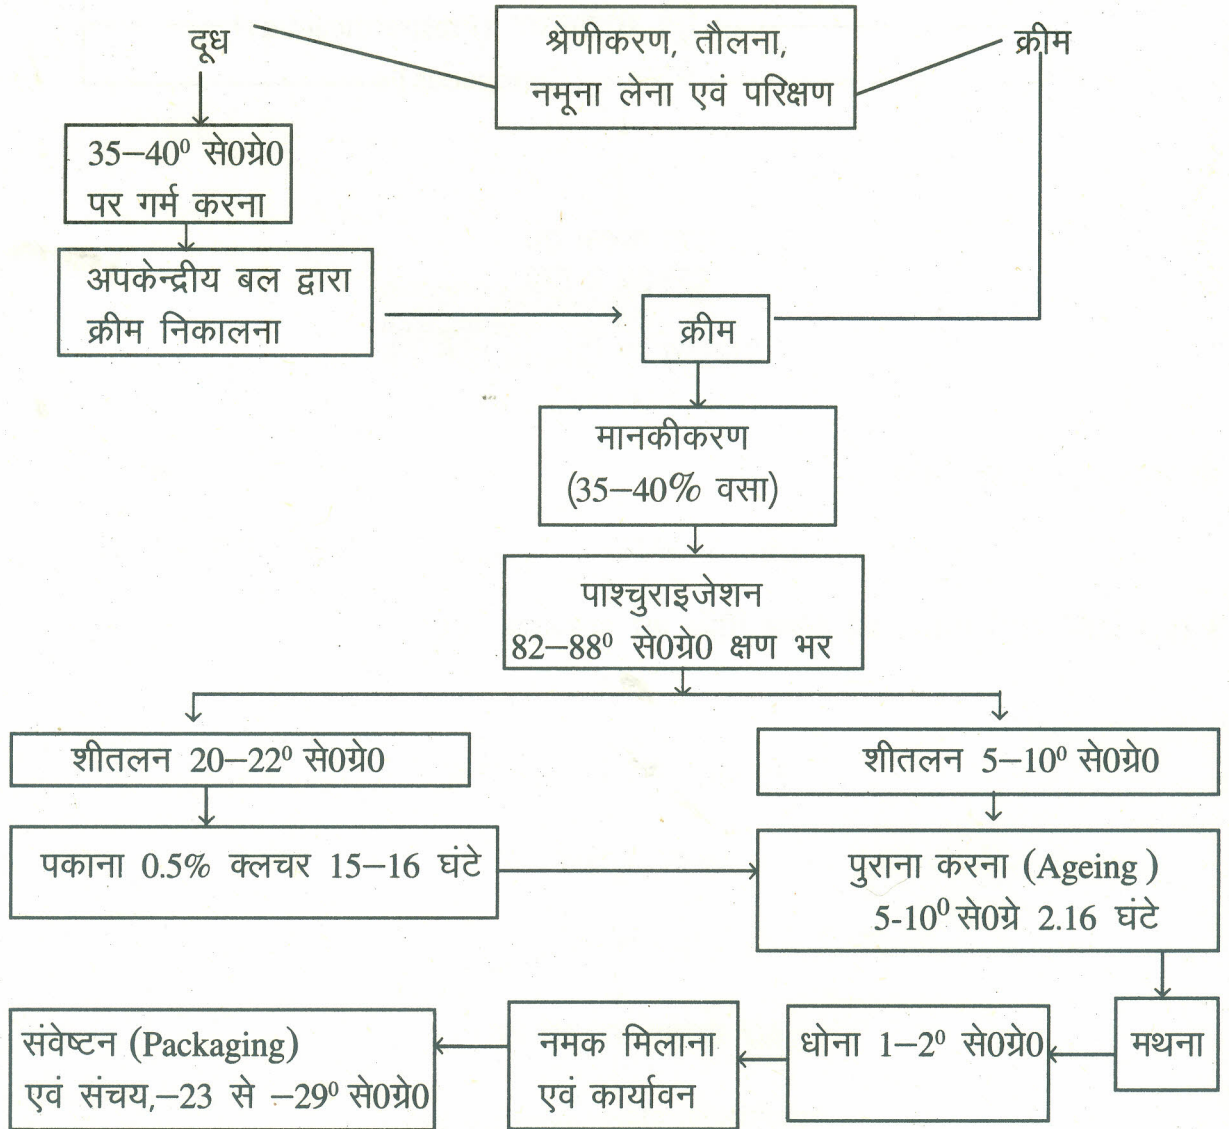 दूध
श्रेणीकरण, तौलना,
नमूना लेना एवं परिक्षण
क्रीम
35–40⁰ से0ग्रे0
पर गर्म करना
अपकेन्द्रीय बल द्वारा
क्रीम निकालना
क्रीम
मानकीकरण
(35–40% वसा)
पाश्चुराइजेशन
82–88⁰ से0ग्रे0 क्षण भर
शीतलन 20–22⁰ से0ग्रे0
शीतलन 5–10⁰ से0ग्रे0
पकाना 0.5% क्लचर 15–16 घंटे
पुराना करना (Ageing )
5-10⁰ से0ग्रे 2.16 घंटे
मथना
धोना 1–2⁰ से0ग्रे0
नमक मिलाना
एवं कार्यावन
संवेष्टन (Packaging)
एवं संचय,–23 से –29⁰ से0ग्रे0